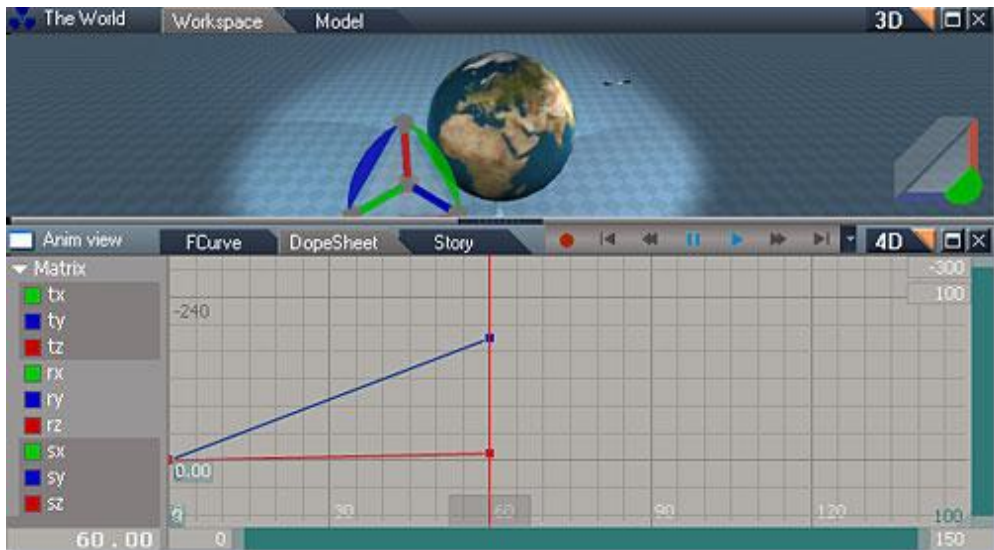 The World Workspace Model 3D
Anim view FCurve DopeSheet Story 4D
Matrix
-300
tx
100
ty
-240
tz
rx
ry
rz
sx
0.00
sy
sz
0 30 60 90 120 100
60.00 0 150